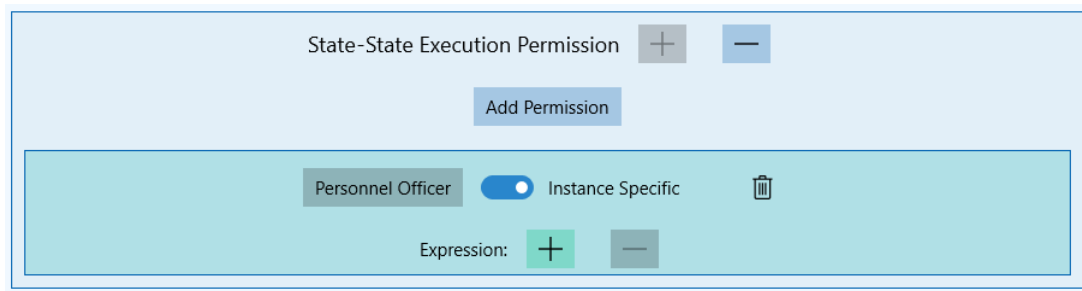 State-State Execution Permission
Add Permission
Personnel Officer Instance Specific
Expression: